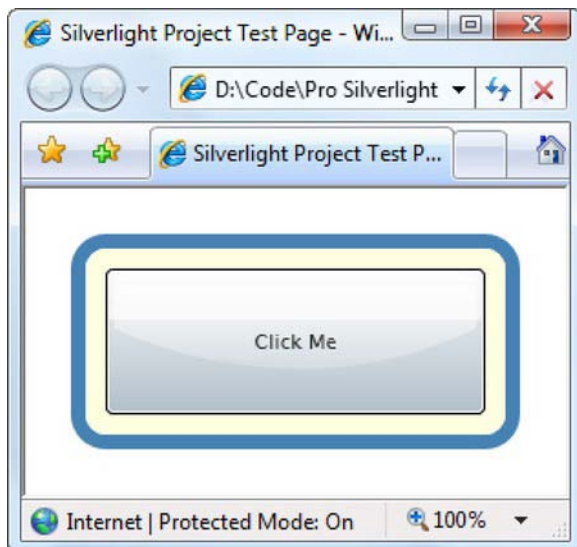 Silverlight Project Test Page - Wi...
D:\Code\Pro Silverlight
Silverlight Project Test P...
Click Me
Internet | Protected Mode: On
100%